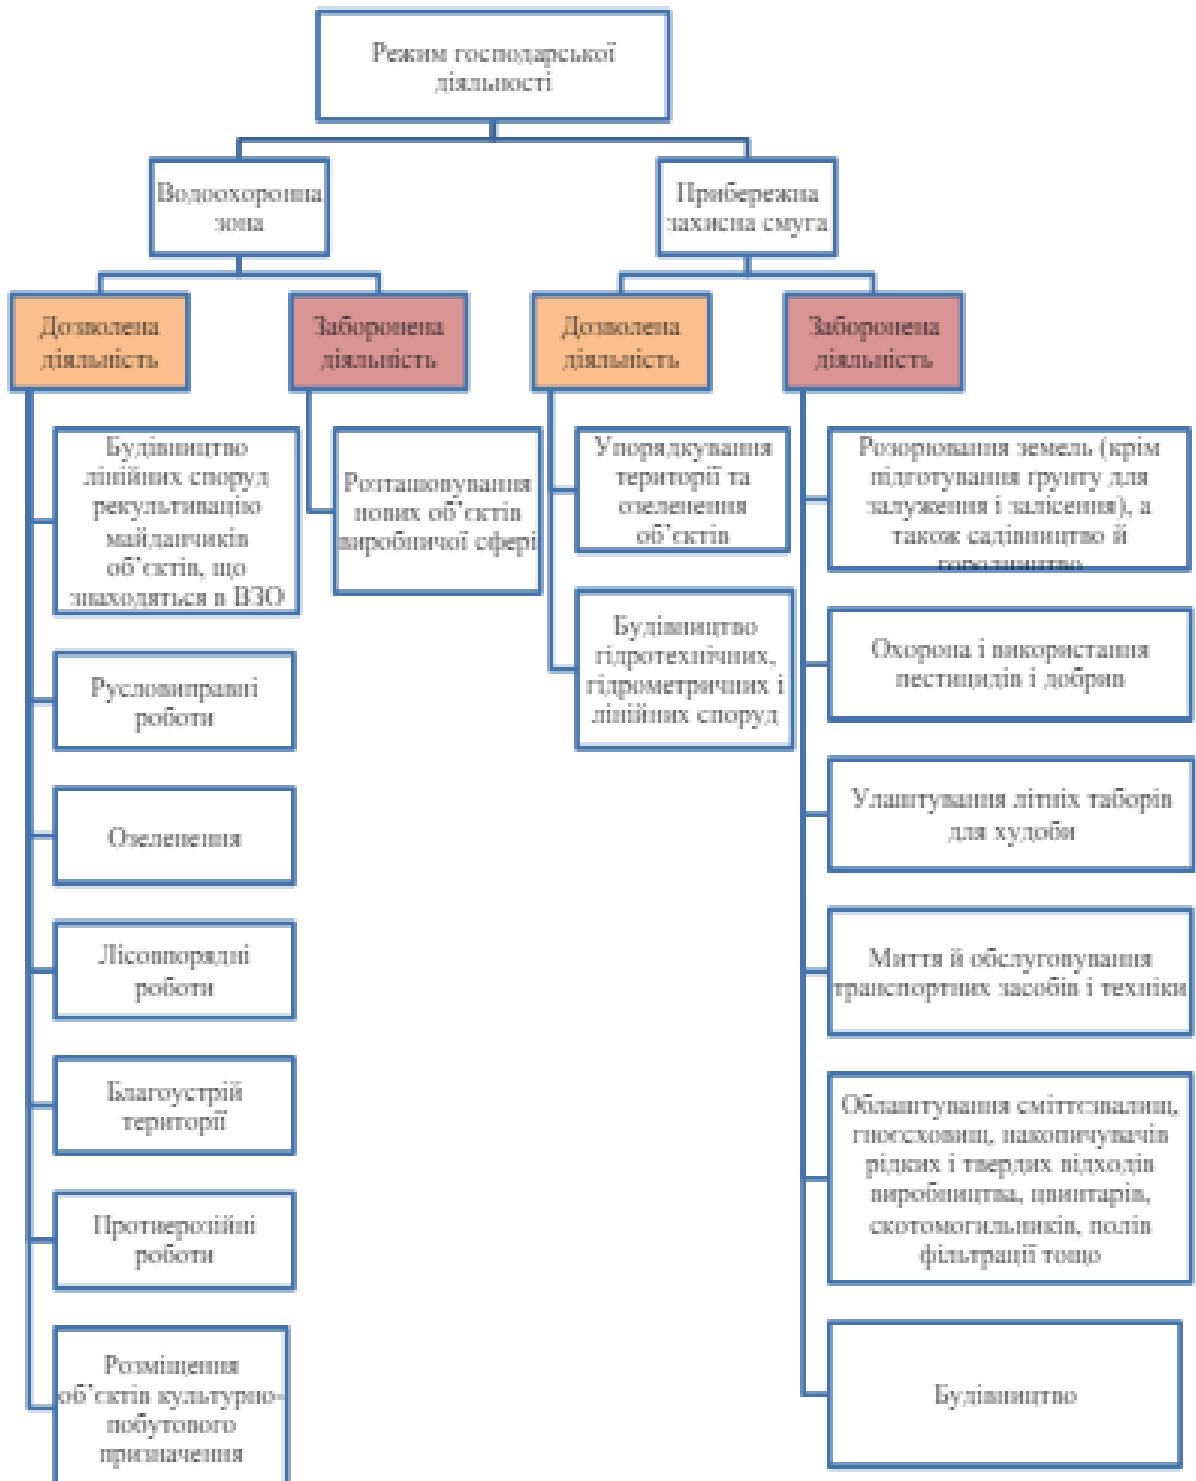 Режим господарської
діяльності
Водоохоронна
зона
Прибережна
захисна смуга
Дозволена
діяльність
Заборонена
діяльність
Дозволена
діяльність
Заборонена
діяльність
Будівництво
лінійних споруд
рекультивацію
майданчиків
об’єктів, що
знаходяться в ВЗО
Русловиправні
роботи
Озеленення
Лісовпорядні
роботи
Благоустрій
території
Протиерозійні
роботи
Розміщення
об’єктів культурно-
побутового
призначення
Розташовування
нових об’єктів
виробничої сфері
Упорядкування
території та
озеленення
об’єктів
Будівництво
гідротехнічних,
гідрометричних і
лінійних споруд
Розорювання земель (крім
підготування ґрунту для
залуження і залісення), а
також садівництво й
городництво
Охорона і використання
пестицидів і добрив
Улаштування літніх таборів
для худоби
Миття й обслуговування
транспортних засобів і техніки
Облаштування сміттєзвалищ,
гноєсховищ, накопичувачів
рідких і твердих відходів
виробництва, цвинтарів,
скотомогильників, полів
фільтрації тощо
Будівництво